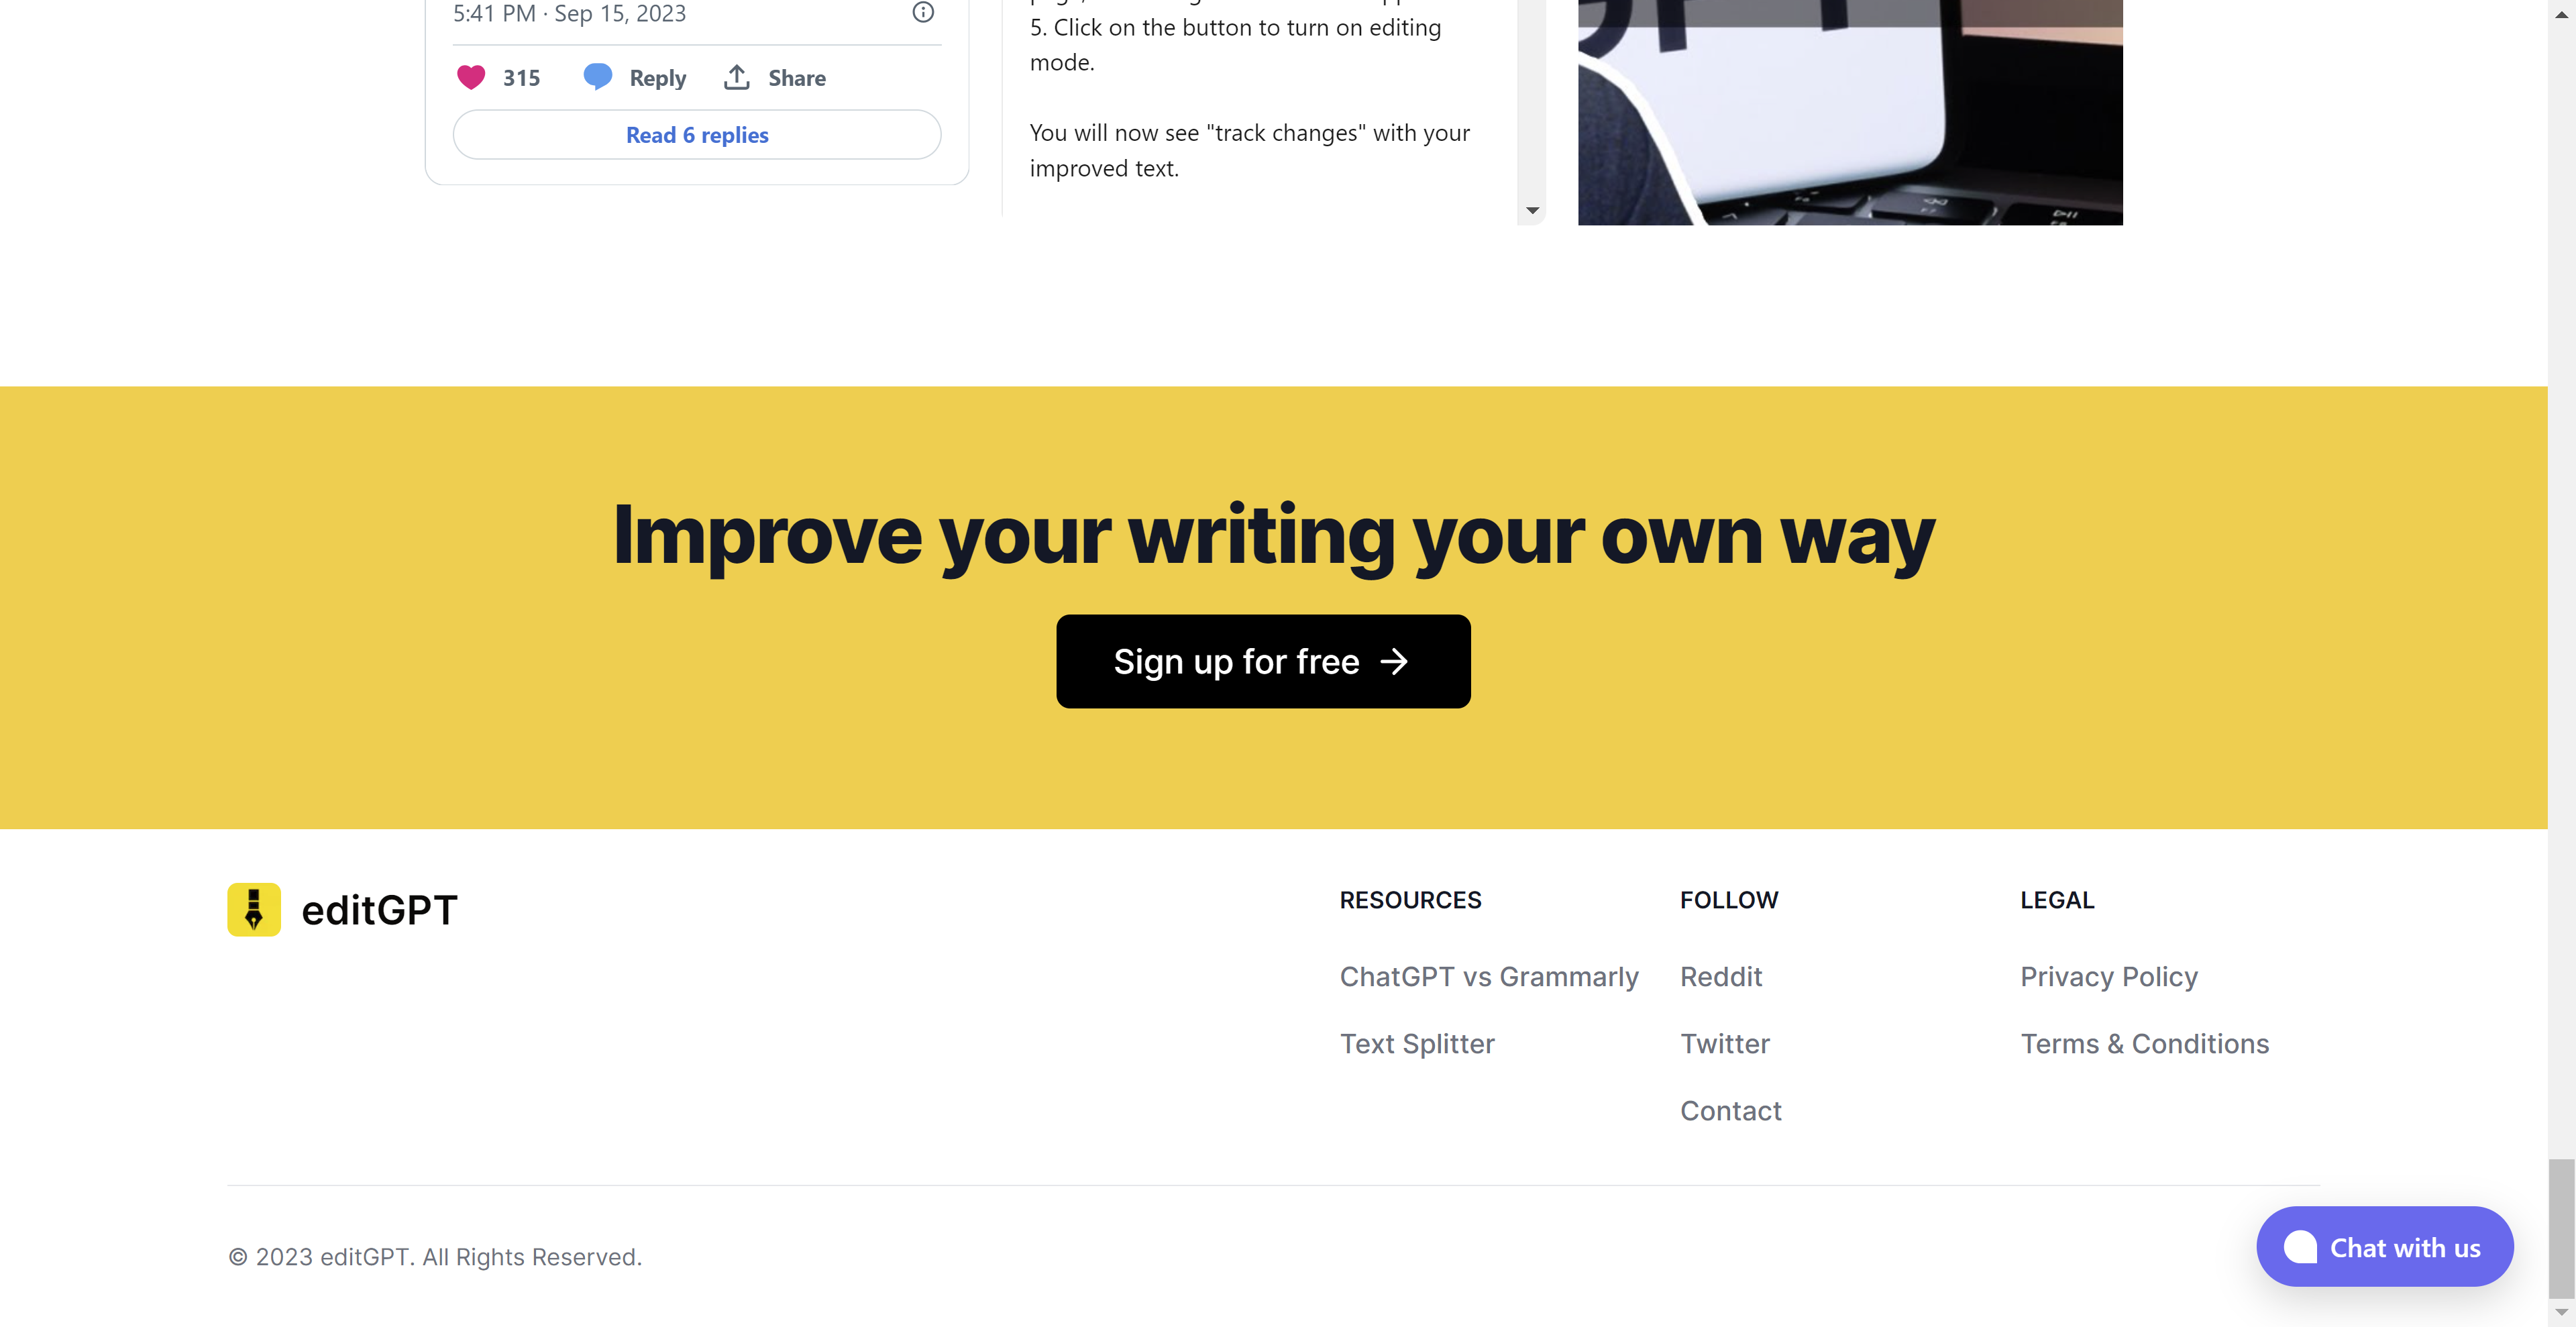 5:41 PM · Sep 15, 2023
315
Reply
Share
Read 6 replies
5. Click on the button to turn on editing
mode.
You will now see "track changes" with your
improved text.
Improve your writing your own way
Sign up for free →
editGPT
RESOURCES
ChatGPT vs Grammarly
Text Splitter
FOLLOW
Reddit
Twitter
Contact
LEGAL
Privacy Policy
Terms & Conditions
© 2023 editGPT. All Rights Reserved.
Chat with us